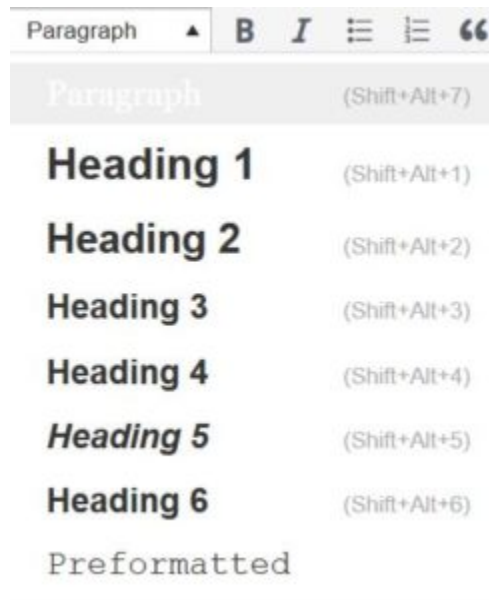 Paragraph ▲ B I “
Paragraph (Shift+Alt+7)
Heading 1 (Shift+Alt+1)
Heading 2 (Shift+Alt+2)
Heading 3 (Shift+Alt+3)
Heading 4 (Shift+Alt+4)
Heading 5 (Shift+Alt+5)
Heading 6 (Shift+Alt+6)
Preformatted